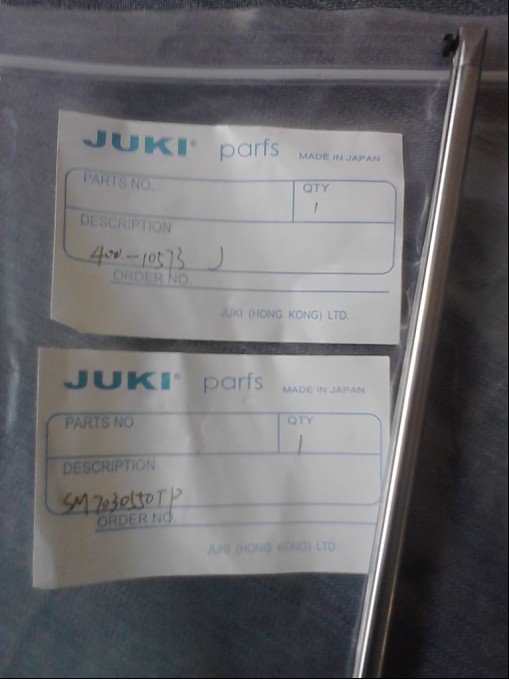 JUKI® parts MADE IN JAPAN
PARTS NO. QTY
1
DESCRIPTION
400-10573 J
ORDER NO.
JUKI (HONG KONG) LTD.
JUKI® parts MADE IN JAPAN
PARTS NO. QTY
1
DESCRIPTION
SM7030550TP
ORDER NO.
JUKI (HONG KONG) LTD.